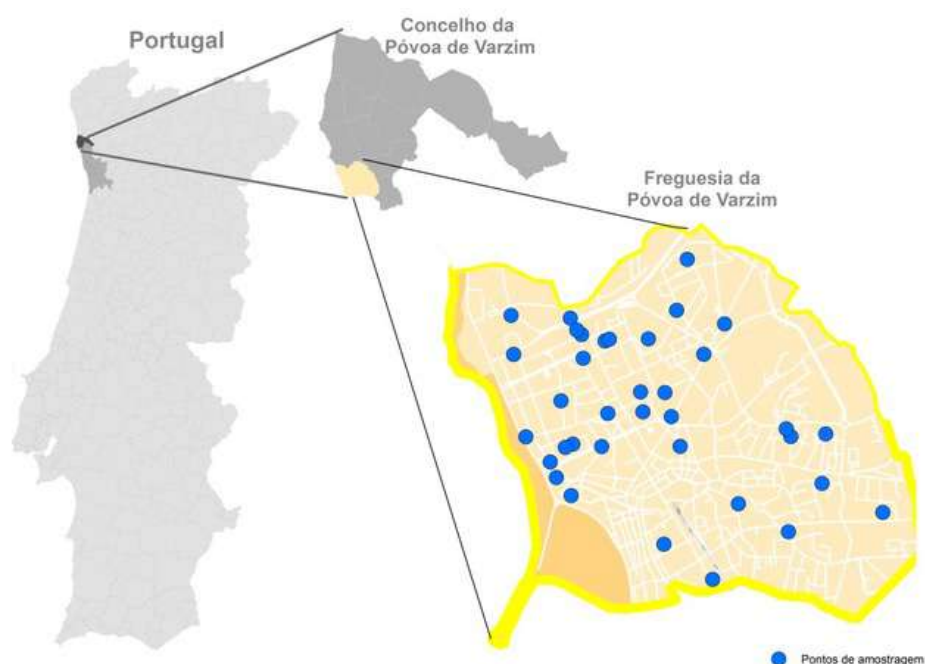 Portugal
Concelho da
Póvoa de Varzim
Freguesia da
Póvoa de Varzim
Pontos de amostragem